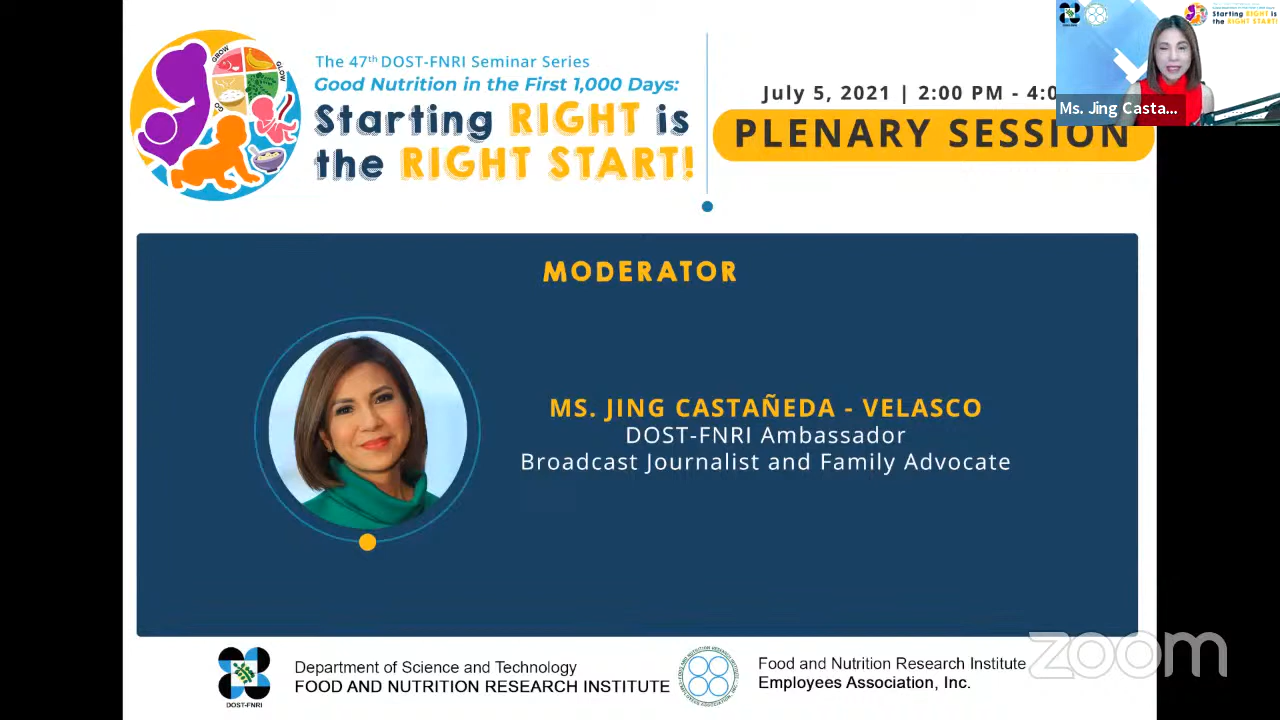 The 47th DOST-FNRI Seminar Series
Good Nutrition in the First 1,000 Days:
Starting RIGHT is
the RIGHT START!
GROW
GLOW
GO
July 5, 2021 | 2:00 PM - 4:0
PLENARY SESSION
Starting RIGHT is
the RIGHT START!
Ms. Jing Casta...
MODERATOR
MS. JING CASTAÑEDA - VELASCO
DOST-FNRI Ambassador
Broadcast Journalist and Family Advocate
DOST-FNRI
Department of Science and Technology
FOOD AND NUTRITION RESEARCH INSTITUTE
Food and Nutrition Research Institute
Employees Association, Inc.
zoom